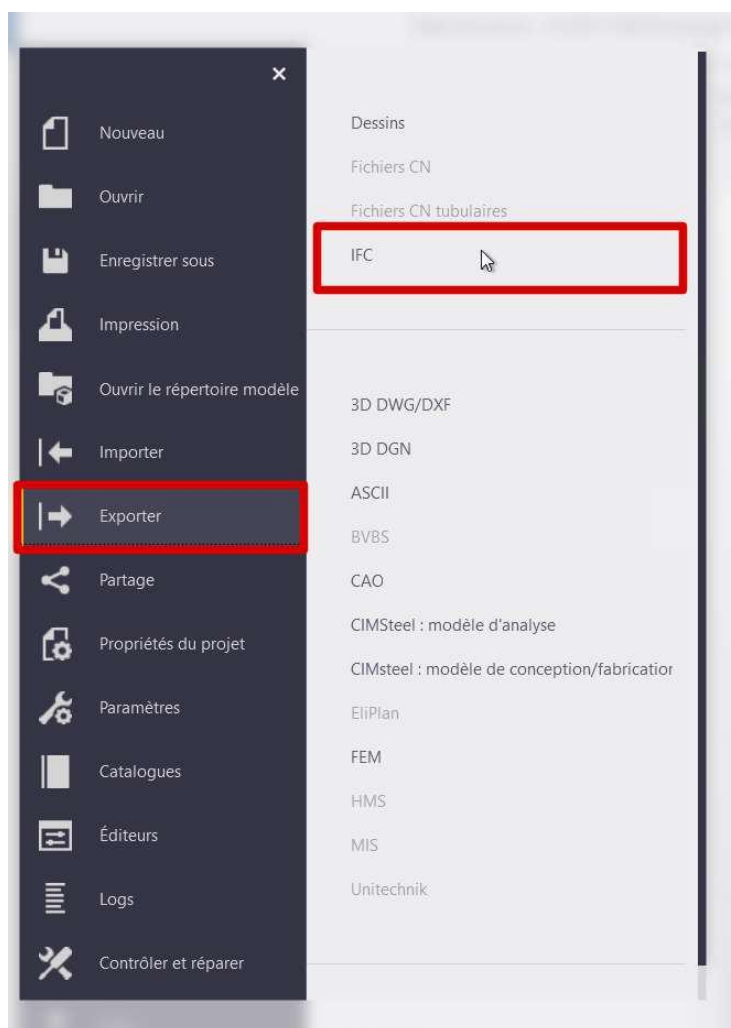 ×
Nouveau
Ouvrir
Enregistrer sous
Impression
Ouvrir le répertoire modèle
Importer
Exporter
Partage
Propriétés du projet
Paramètres
Catalogues
Éditeurs
Logs
Contrôler et réparer
Dessins
Fichiers CN
Fichiers CN tubulaires
IFC
3D DWG/DXF
3D DGN
ASCII
BVBS
CAO
CIMSteel : modèle d'analyse
CIMsteel : modèle de conception/fabrication
EliPlan
FEM
HMS
MIS
Unitechnik